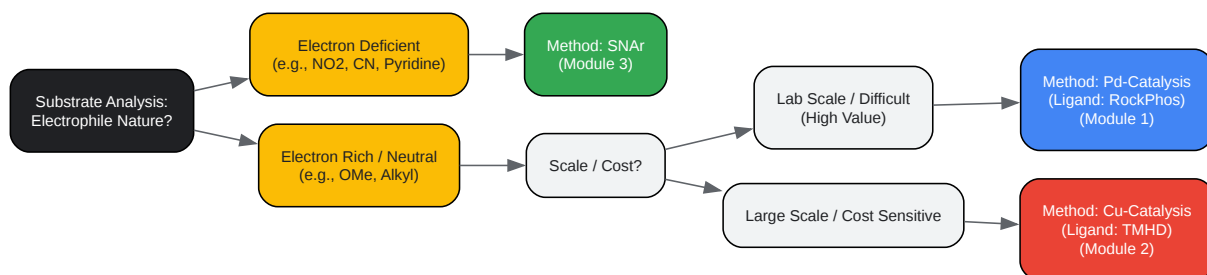 Substrate Analysis:
Electrophile Nature?
Electron Deficient
(e.g., NO2, CN, Pyridine)
Method: SNAr
(Module 3)
Electron Rich / Neutral
(e.g., OMe, Alkyl)
Scale / Cost?
Lab Scale / Difficult
(High Value)
Method: Pd-Catalysis
(Ligand: RockPhos)
(Module 1)
Large Scale / Cost Sensitive
Method: Cu-Catalysis
(Ligand: TMHD)
(Module 2)